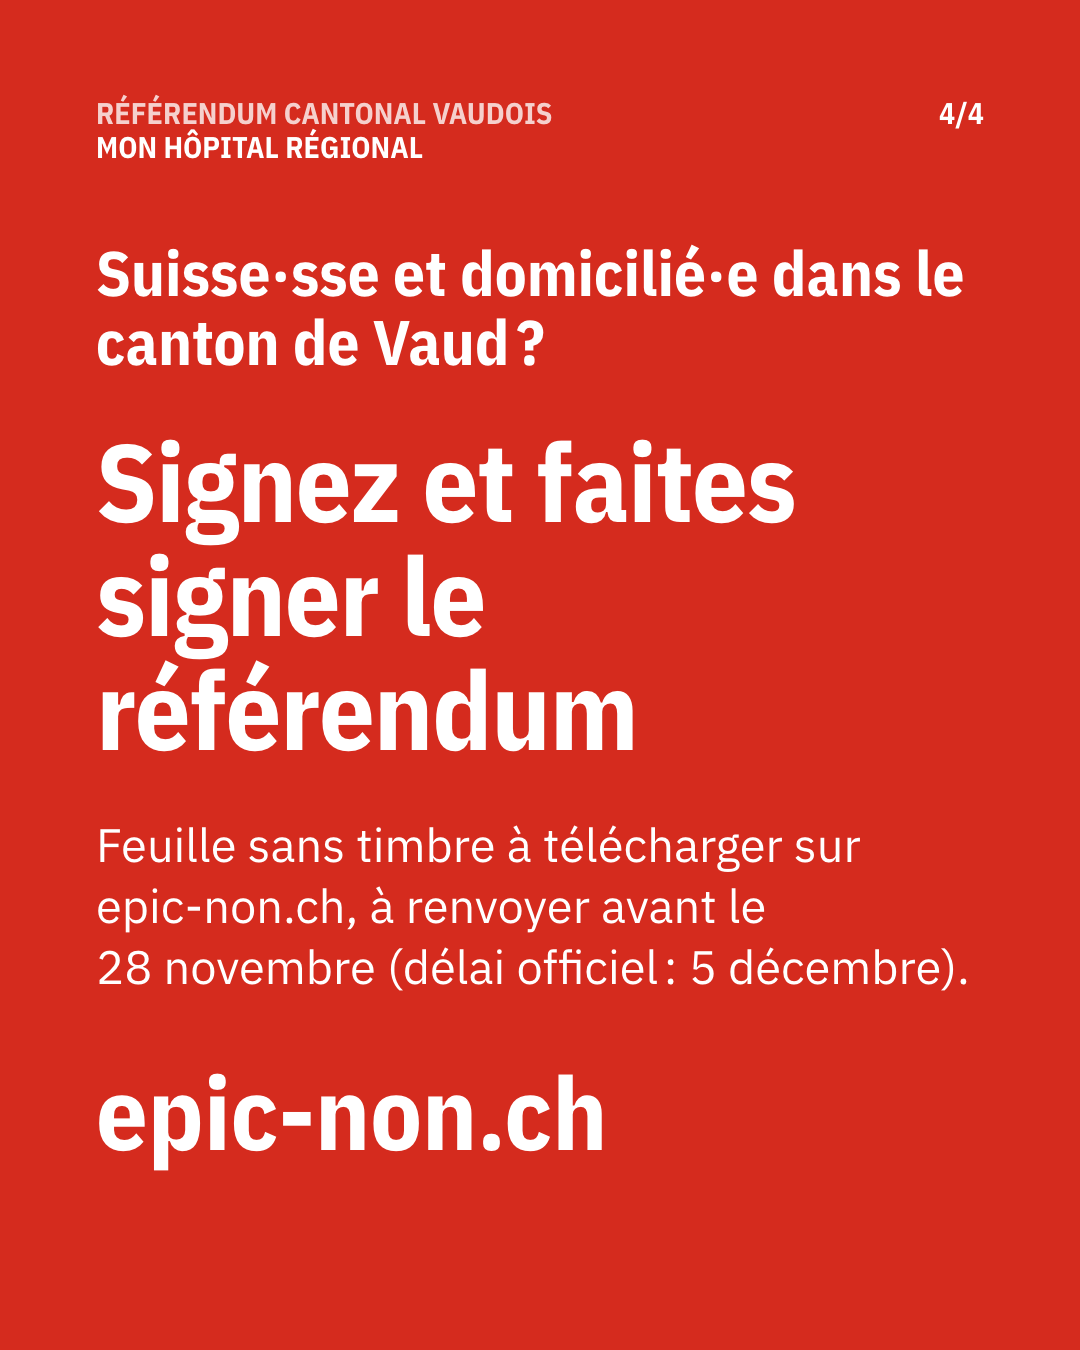 RÉFÉRENDUM CANTONAL VAUDOIS
MON HÔPITAL RÉGIONAL
4/4
Suisse·sse et domicilié·e dans le
canton de Vaud ?
Signez et faites
signer le
référendum
Feuille sans timbre à télécharger sur
epic-non.ch, à renvoyer avant le
28 novembre (délai officiel : 5 décembre).
epic-non.ch